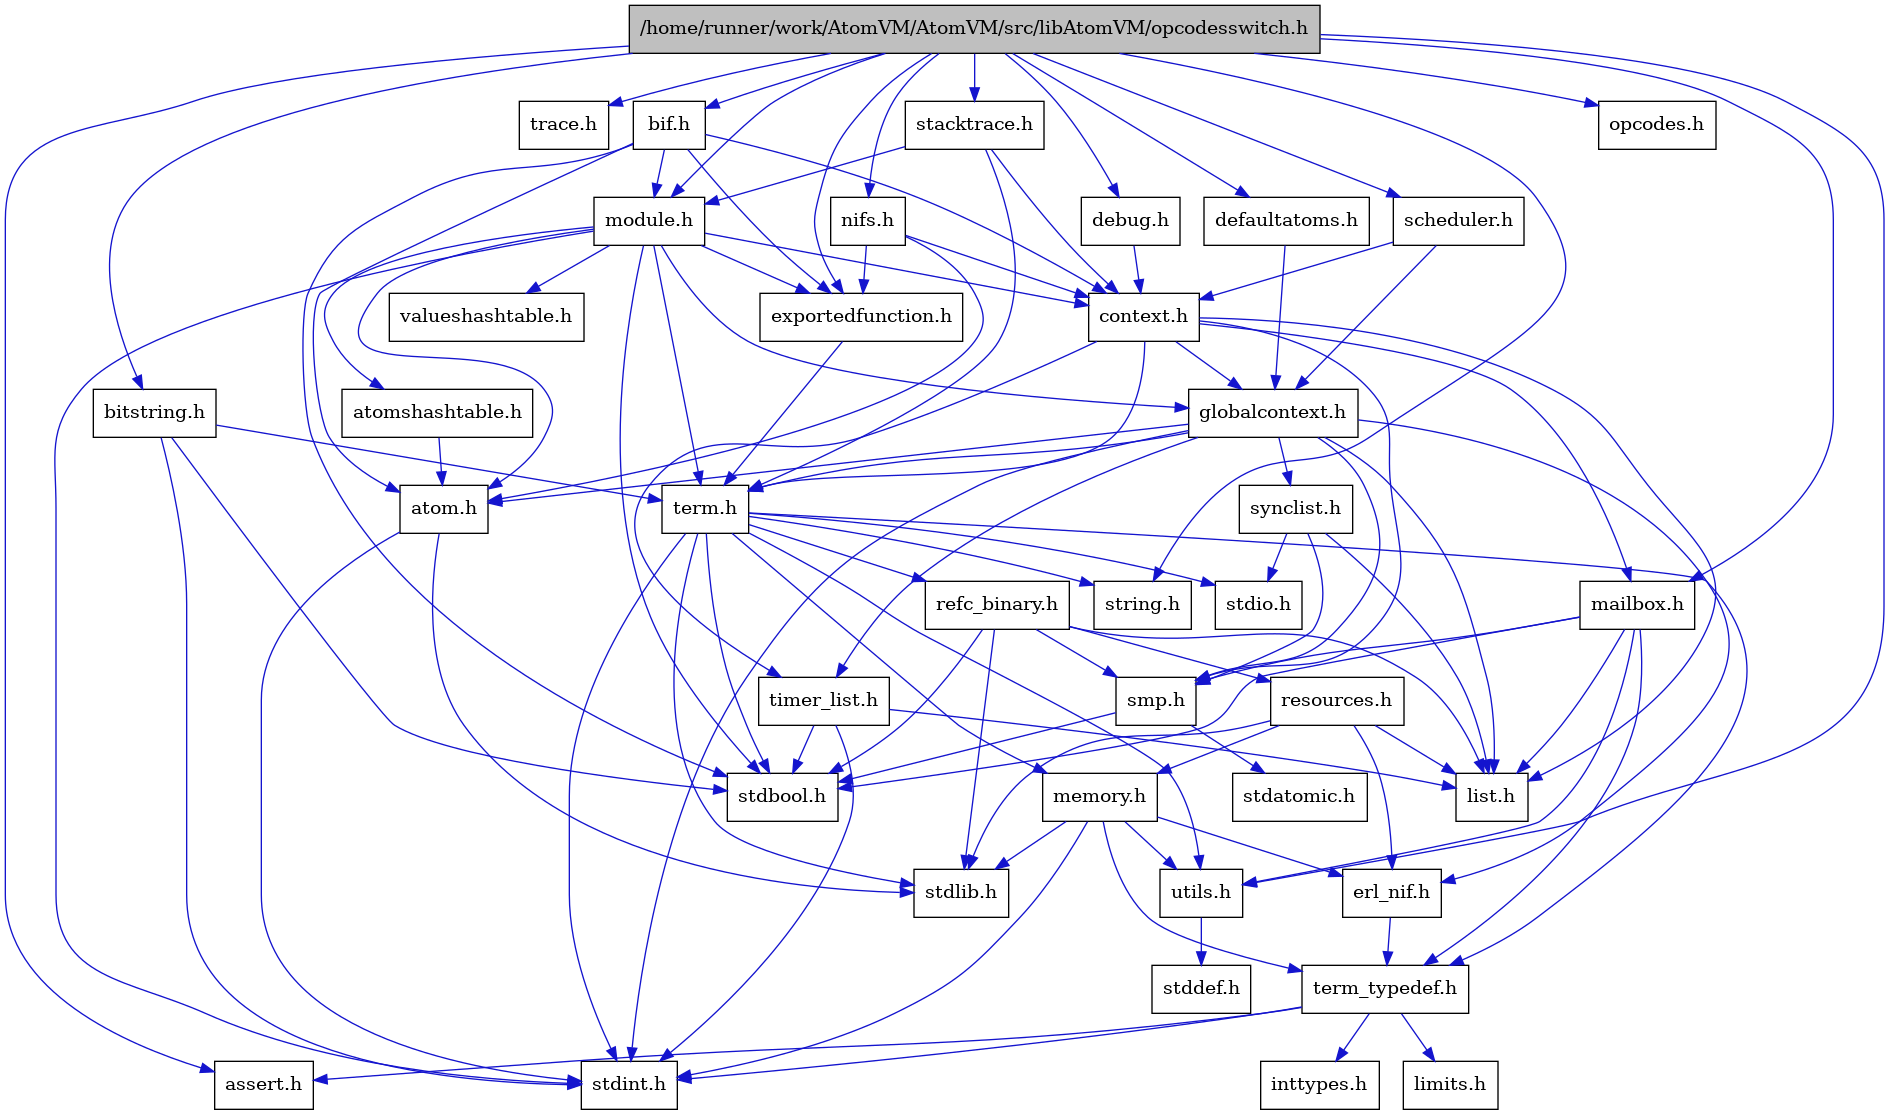 /home/runner/work/AtomVM/AtomVM/src/libAtomVM/opcodesswitch.h
trace.h
bif.h
stacktrace.h
opcodes.h
module.h
nifs.h
debug.h
defaultatoms.h
scheduler.h
valueshashtable.h
exportedfunction.h
context.h
bitstring.h
atomshashtable.h
globalcontext.h
atom.h
term.h
synclist.h
refc_binary.h
string.h
stdio.h
mailbox.h
timer_list.h
smp.h
resources.h
stdbool.h
memory.h
stdatomic.h
list.h
stdlib.h
utils.h
erl_nif.h
stddef.h
term_typedef.h
assert.h
stdint.h
inttypes.h
limits.h